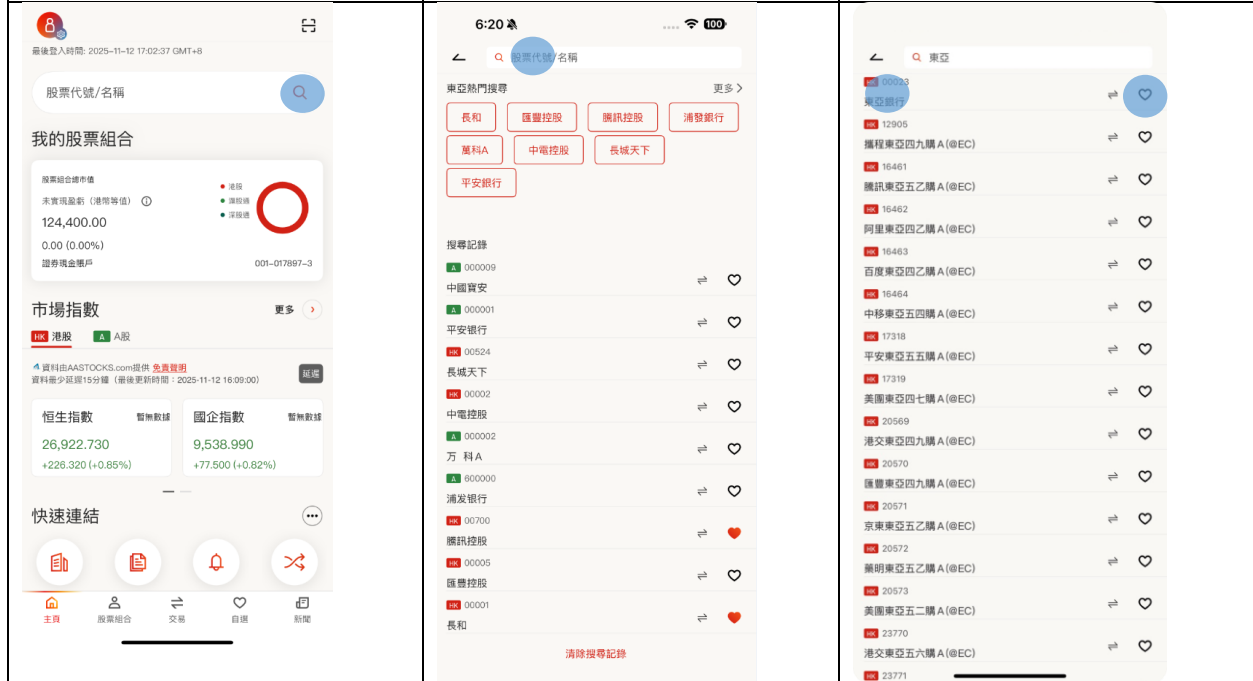 最後登入時間: 2025-11-12 17:02:37 GMT+8
股票代號/名稱
我的股票組合
股票組合總市值
未實現盈虧（港幣等值）
124,400.00
0.00 (0.00%)
證券現金賬戶
001-017897-3
港股
滬股通
深股通
市場指數
更多
HK 港股
A A股
資料由AASTOCKS.com提供 免責聲明
資料最少延遲15分鐘（最後更新時間：2025-11-12 16:09:00）
延遲
恒生指數
暫無數據
26,922.730
+226.320 (+0.85%)
國企指數
暫無數據
9,538.990
+77.500 (+0.82%)
快速連結
主頁
股票組合
交易
自選
新聞
6:20
100
股票代號/名稱
東亞熱門搜尋
更多
長和
匯豐控股
騰訊控股
浦發銀行
萬科A
中電控股
長城天下
平安銀行
搜尋記錄
A 000009
中國寶安
A 000001
平安银行
HK 00524
長城天下
HK 00002
中電控股
A 000002
万 科A
A 600000
浦发银行
HK 00700
騰訊控股
HK 00005
匯豐控股
HK 00001
長和
清除搜尋記錄
東亞
HK 00023
東亞銀行
HK 12905
攜程東亞四九購A(@EC)
HK 16461
騰訊東亞五乙購A(@EC)
HK 16462
阿里東亞四乙購A(@EC)
HK 16463
百度東亞四乙購A(@EC)
HK 16464
中移東亞五四購A(@EC)
HK 17318
平安東亞五五購A(@EC)
HK 17319
美團東亞四七購A(@EC)
HK 20569
港交東亞四九購A(@EC)
HK 20570
匯豐東亞四九購A(@EC)
HK 20571
京東東亞五乙購A(@EC)
HK 20572
藥明東亞五乙購A(@EC)
HK 20573
美團東亞五二購A(@EC)
HK 23770
港交東亞五六購A(@EC)
HK 23771